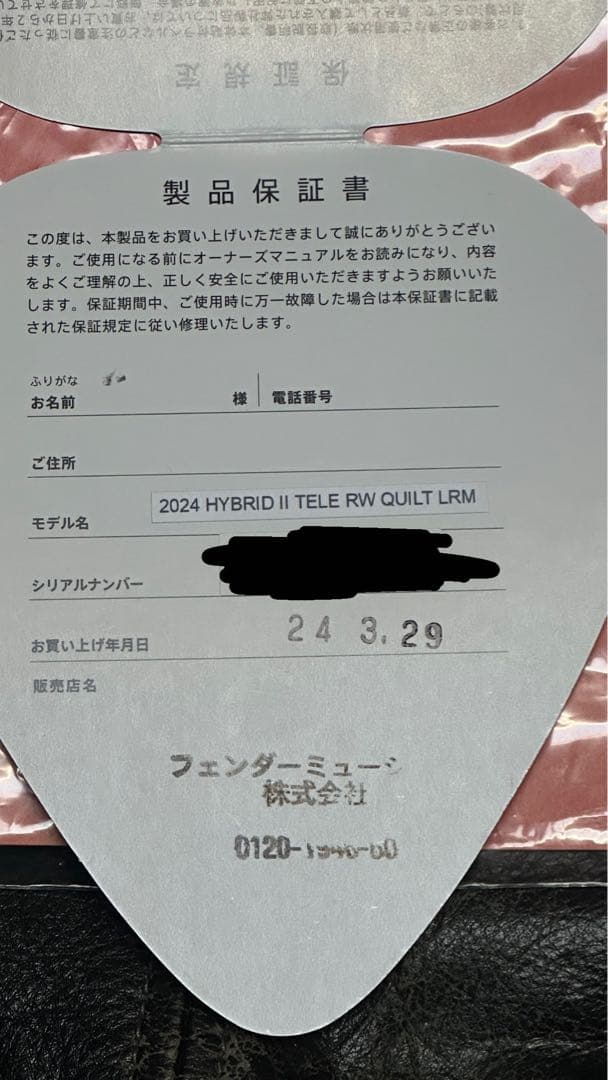 保証規定
製品保証書
この度は、本製品をお買い上げいただきまして誠にありがとうござい
ます。ご使用になる前にオーナーズマニュアルをお読みになり、内容
をよくご理解の上、正しく安全にご使用いただきますようお願いいた
します。保証期間中、ご使用時に万一故障した場合は本保証書に記載
された保証規定に従い修理いたします。
ふりがな
お名前 様 電話番号
ご住所
モデル名 2024 HYBRID II TELE RW QUILT LRM
シリアルナンバー
お買い上げ年月日 24 3.29
販売店名
フェンダーミュージ
株式会社
0120-